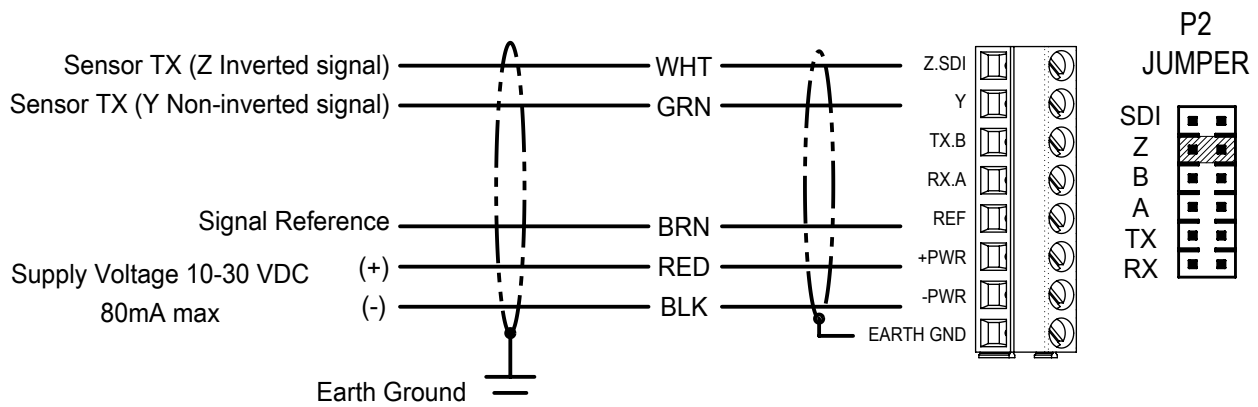 P2
JUMPER
Sensor TX (Z Inverted signal) WHT Z.SDI
Sensor TX (Y Non-inverted signal) GRN Y
TX.B
RX.A
Signal Reference BRN REF
Supply Voltage 10-30 VDC (+) RED +PWR
80mA max (-) BLK -PWR
EARTH GND
Earth Ground
SDI
Z
B
A
TX
RX